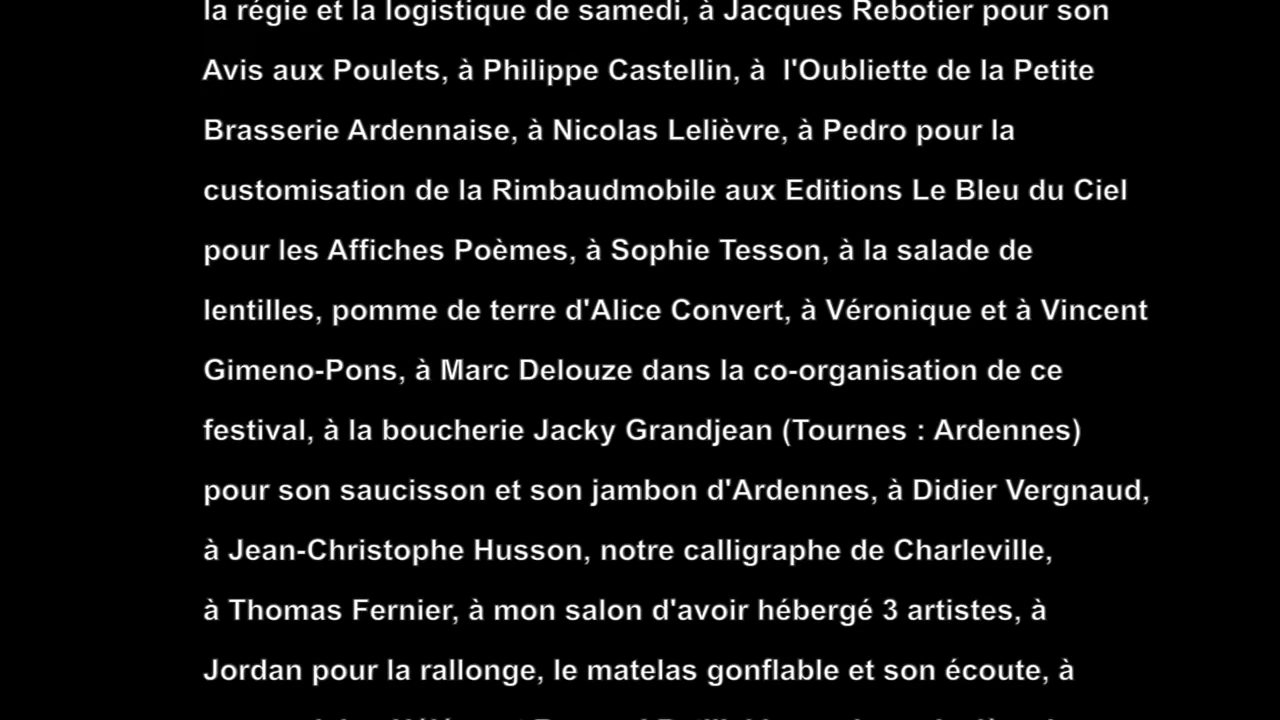 la régie et la logistique de samedi, à Jacques Rebotier pour son
Avis aux Poulets, à Philippe Castellin, à  l'Oubliette de la Petite
Brasserie Ardennaise, à Nicolas Lelièvre, à Pedro pour la
customisation de la Rimbaudmobile aux Editions Le Bleu du Ciel
pour les Affiches Poèmes, à Sophie Tesson, à la salade de
lentilles, pomme de terre d'Alice Convert, à Véronique et à Vincent
Gimeno-Pons, à Marc Delouze dans la co-organisation de ce
festival, à la boucherie Jacky Grandjean (Tournes : Ardennes)
pour son saucisson et son jambon d'Ardennes, à Didier Vergnaud,
à Jean-Christophe Husson, notre calligraphe de Charleville,
à Thomas Fernier, à mon salon d'avoir hébergé 3 artistes, à
Jordan pour la rallonge, le matelas gonflable et son écoute, à